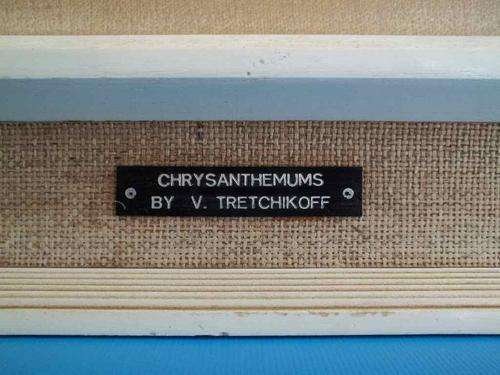 CHRYSANTHEMUMS
BY V. TRETCHIKOFF